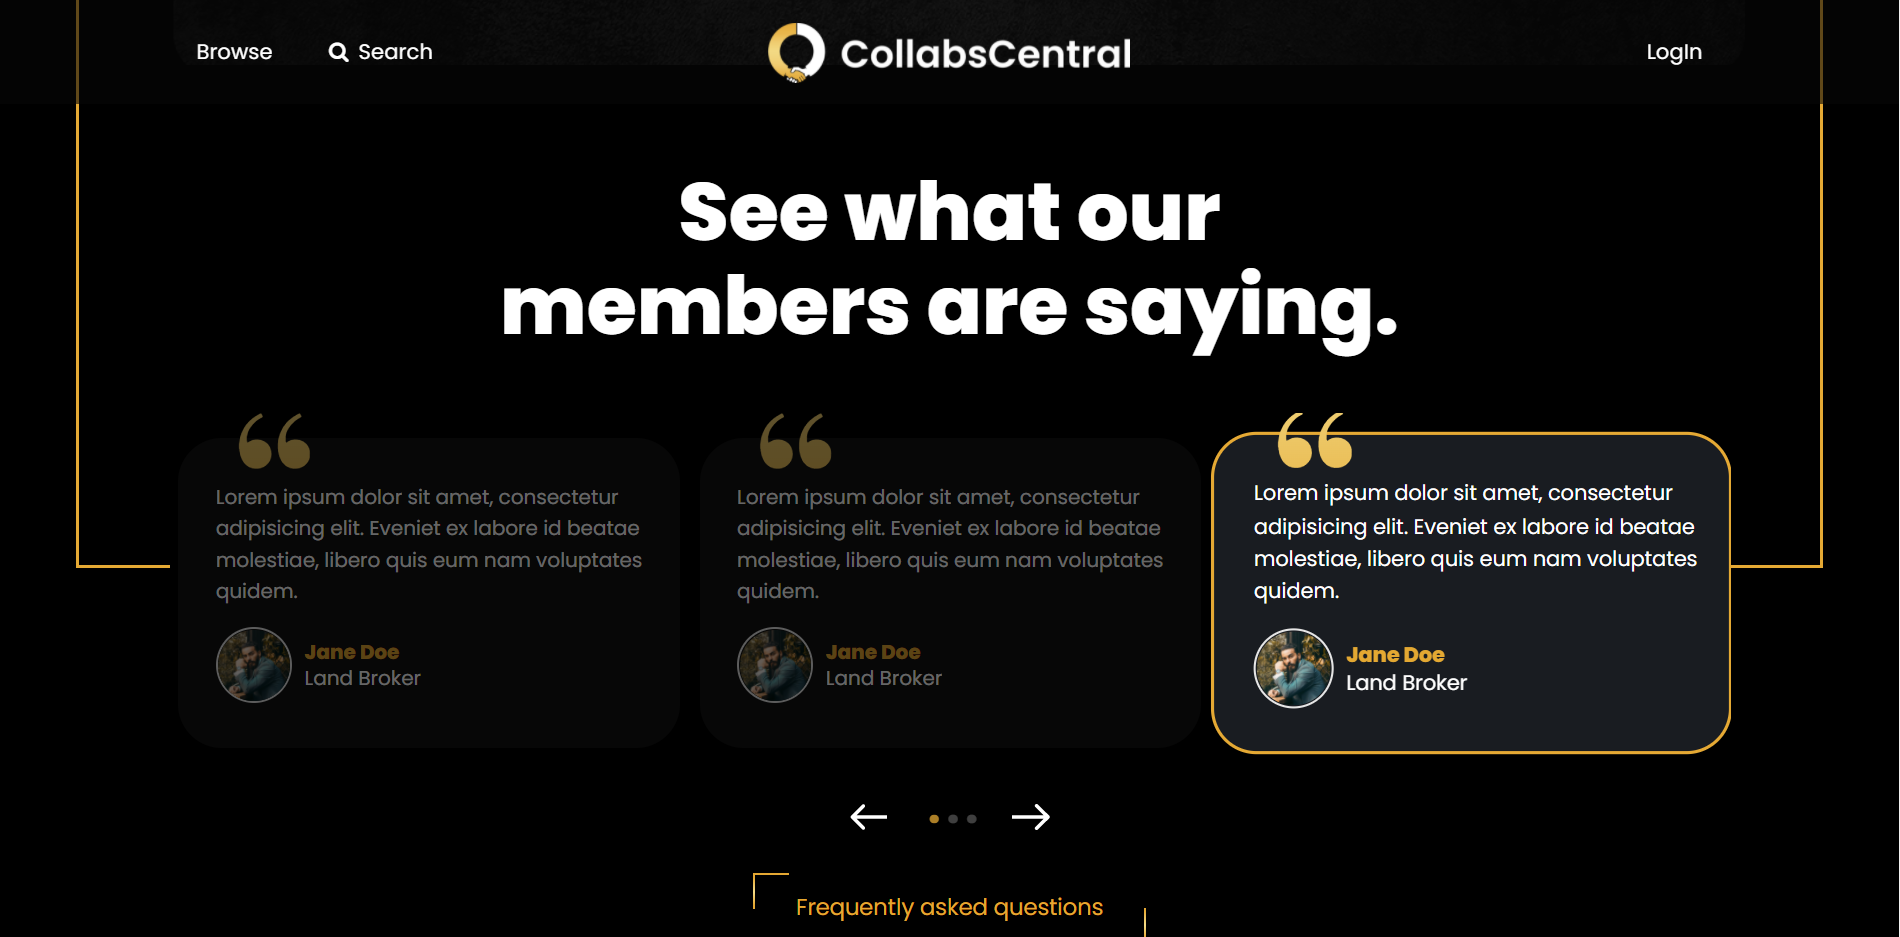 Browse
Search
CollabsCentral
LogIn
See what our
members are saying.
Lorem ipsum dolor sit amet, consectetur
adipisicing elit. Eveniet ex labore id beatae
molestiae, libero quis eum nam voluptates
quidem.
Jane Doe
Land Broker
Lorem ipsum dolor sit amet, consectetur
adipisicing elit. Eveniet ex labore id beatae
molestiae, libero quis eum nam voluptates
quidem.
Jane Doe
Land Broker
Lorem ipsum dolor sit amet, consectetur
adipisicing elit. Eveniet ex labore id beatae
molestiae, libero quis eum nam voluptates
quidem.
Jane Doe
Land Broker
Frequently asked questions